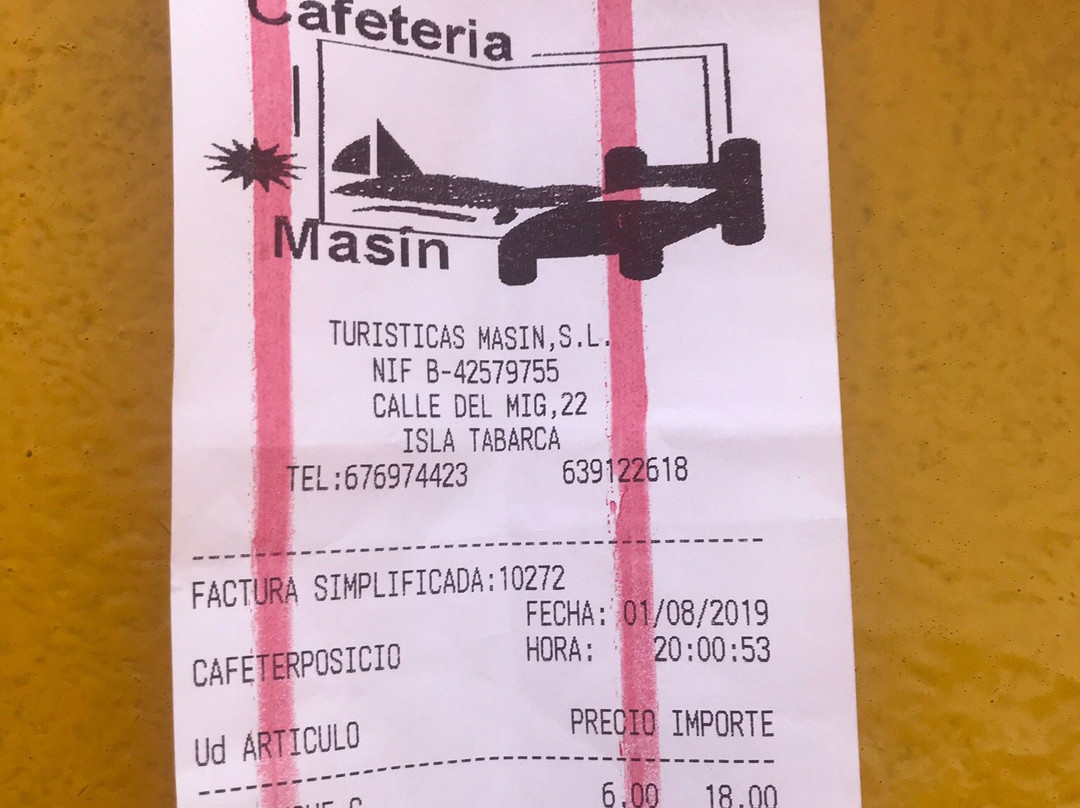 Cafeteria
Masín
TURISTICAS MASIN,S.L.
NIF B-42579755
CALLE DEL MIG,22
ISLA TABARCA
TEL:676974423 639122618
FACTURA SIMPLIFICADA:10272
FECHA: 01/08/2019
CAFETERPOSICIO HORA: 20:00:53
Ud ARTICULO PRECIO IMPORTE
6,00 18,00